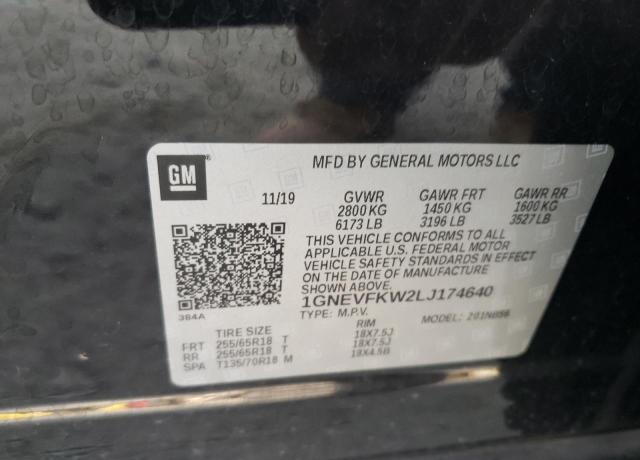 GM
MFD BY GENERAL MOTORS LLC
11/19 GVWR GAWR FRT GAWR RR
2800 KG 1450 KG 1600 KG
6173 LB 3196 LB 3527 LB
THIS VEHICLE CONFORMS TO ALL
APPLICABLE U.S. FEDERAL MOTOR
VEHICLE SAFETY STANDARDS IN EFFECT
ON THE DATE OF MANUFACTURE
SHOWN ABOVE.
384A
1GNEVFKW2LJ174640
TYPE: M.P.V. MODEL:
TIRE SIZE RIM
FRT 255/65R18 T 18X7.5J
RR 255/65R18 T 18X7.5J
SPA T135/70R18 M 18X4.5B